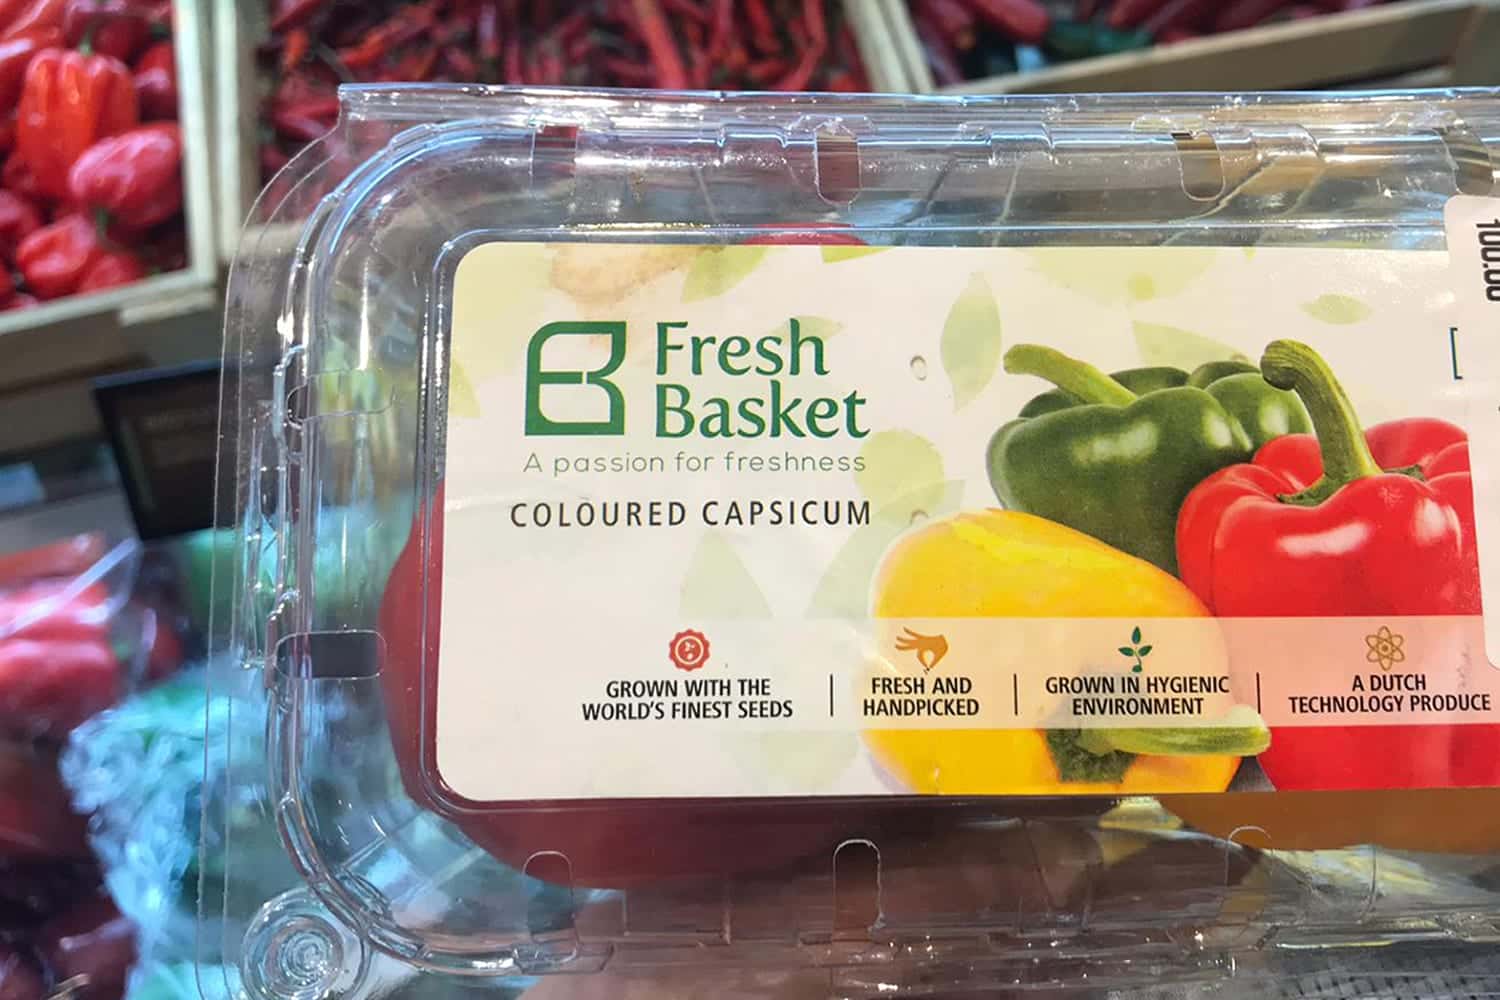 Fresh
Basket
A passion for freshness
COLOURED CAPSICUM
GROWN WITH THE
WORLD'S FINEST SEEDS
FRESH AND
HANDPICKED
GROWN IN HYGIENIC
ENVIRONMENT
A DUTCH
TECHNOLOGY PRODUCE